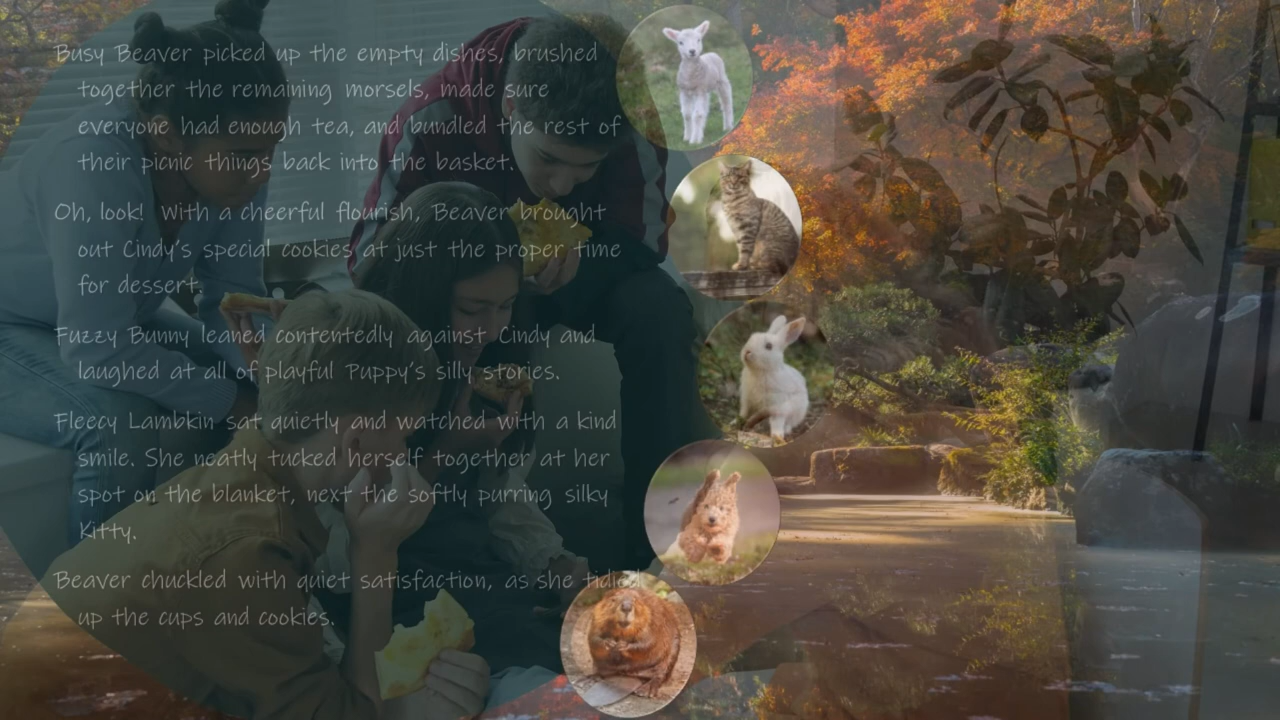 Busy Beaver picked up the empty dishes, brushed
together the remaining morsels, made sure
everyone had enough tea, and bundled the rest of
their picnic things back into the basket.
Oh, look! With a cheerful flourish, Beaver brought
out Cindy's special cookies at just the proper time
for dessert.
Fuzzy Bunny leaned contentedly against Cindy and
laughed at all of playful Puppy's silly stories.
Fleecy Lambkin sat quietly and watched with a kind
smile. She neatly tucked herself together at her
spot on the blanket, next the softly purring silky
Kitty.
Beaver chuckled with quiet satisfaction, as she tidied
up the cups and cookies.